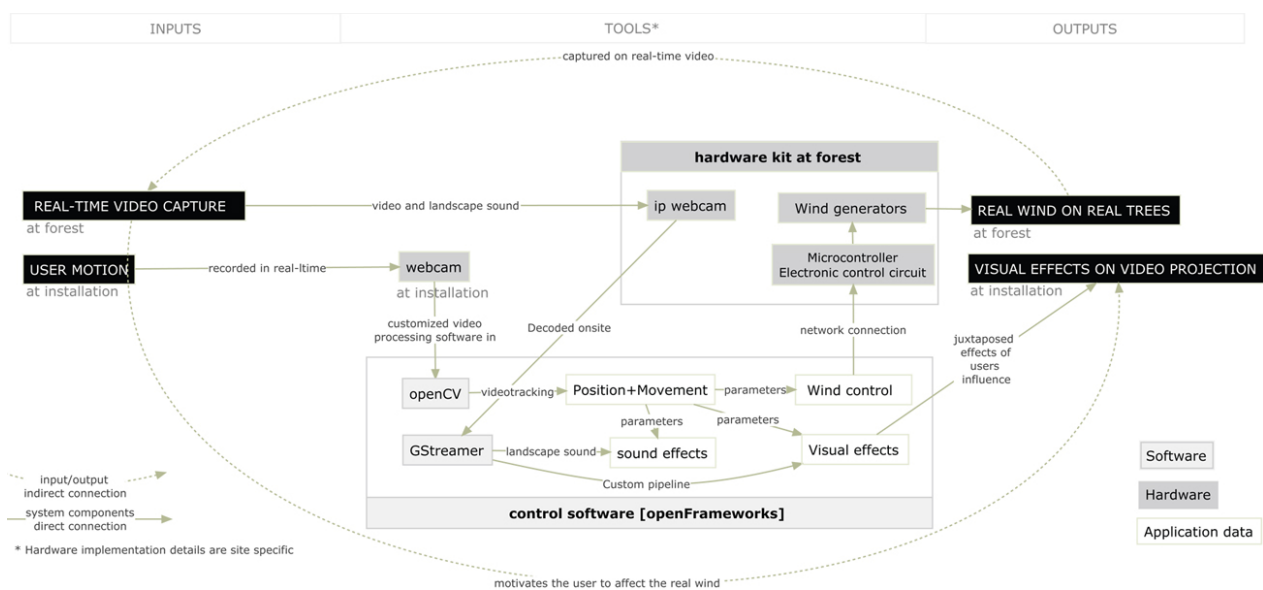 INPUTS
TOOLS*
OUTPUTS
captured on real-time video
hardware kit at forest
REAL-TIME VIDEO CAPTURE
at forest
video and landscape sound
ip webcam
Wind generators
REAL WIND ON REAL TREES
at forest
USER MOTION
at installation
recorded in real-ltime
webcam
at installation
Microcontroller
Electronic control circuit
VISUAL EFFECTS ON VIDEO PROJECTION
at installation
customized video
processing software in
Decoded onsite
network connection
juxtaposed
effects of
users
influence
openCV
videotracking
Position+Movement
parameters
Wind control
parameters
parameters
GStreamer
landscape sound
sound effects
Visual effects
Custom pipeline
control software [openFrameworks]
input/output
indirect connection
system components
direct connection
* Hardware implementation details are site specific
Software
Hardware
Application data
motivates the user to affect the real wind